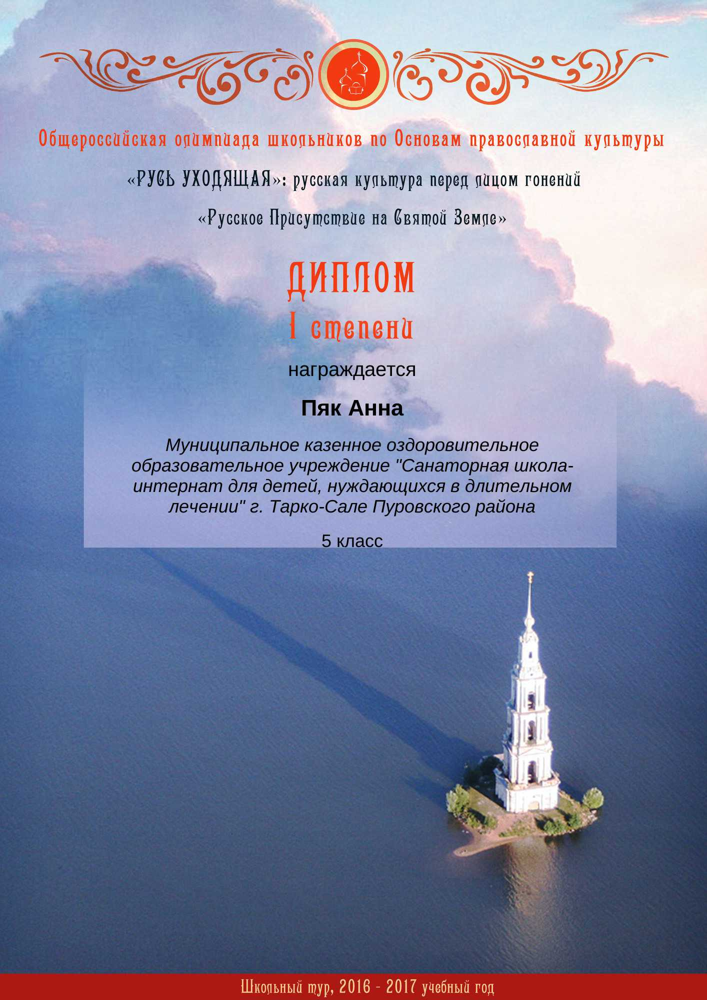 Общероссийская олимпиада школьников по Основам православной культуры
«РУСЬ УХОДЯЩАЯ»: русская культура перед лицом гонений
«Русское Присутствие на Святой Земле»
ДИПЛОМ
I степени
награждается
Пяк Анна
Муниципальное казенное оздоровительное
образовательное учреждение "Санаторная школа-
интернат для детей, нуждающихся в длительном
лечении" г. Тарко-Сале Пуровского района
5 класс
Школьный тур, 2016 - 2017 учебный год